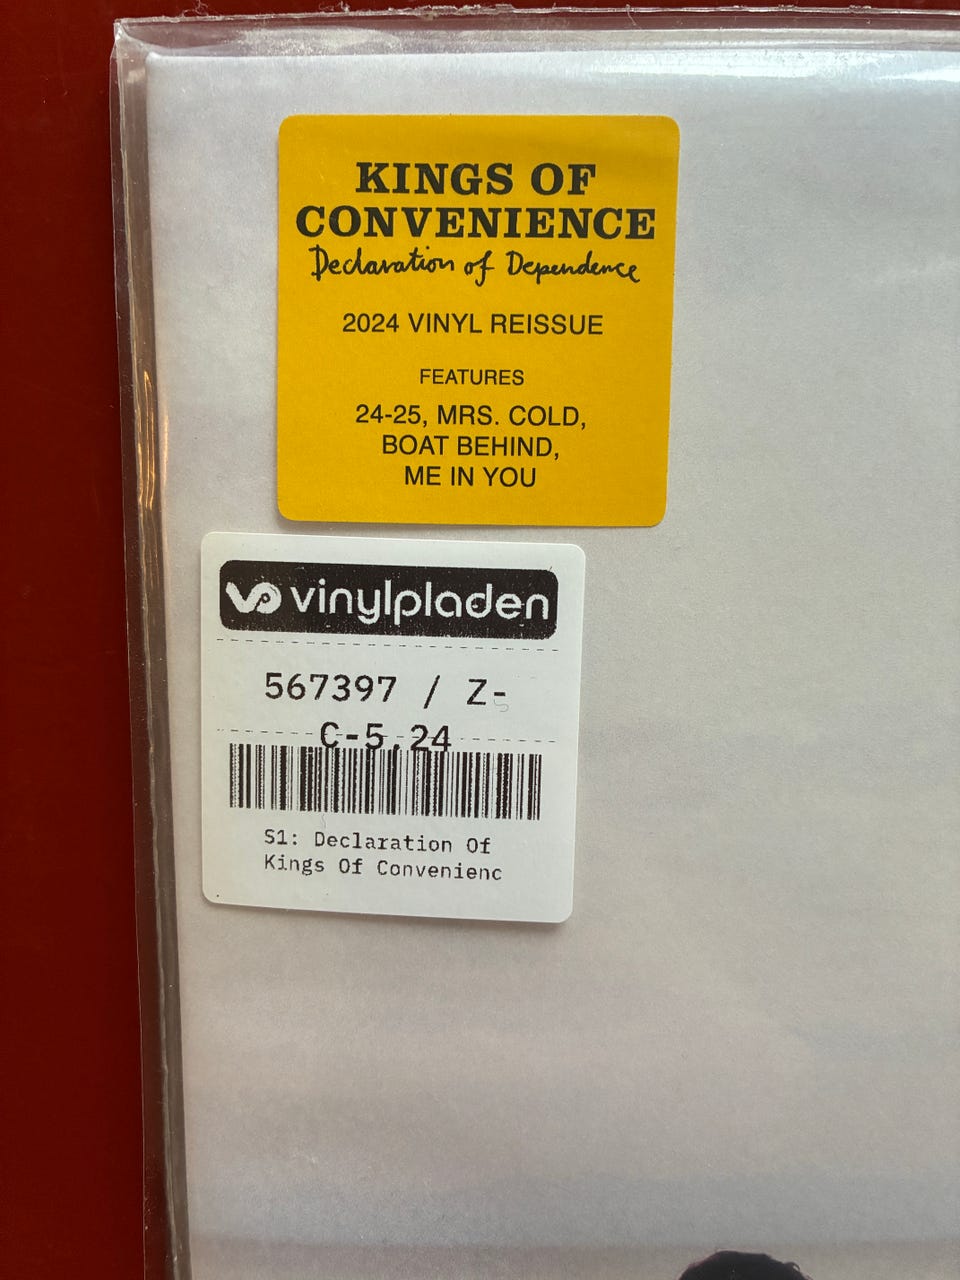 KINGS OF
CONVENIENCE
Declaration of Dependence
2024 VINYL REISSUE
FEATURES
24-25, MRS. COLD,
BOAT BEHIND,
ME IN YOU
vinylpladen
567397 / Z-
C-5,24
S1: Declaration Of
Kings Of Convenienc